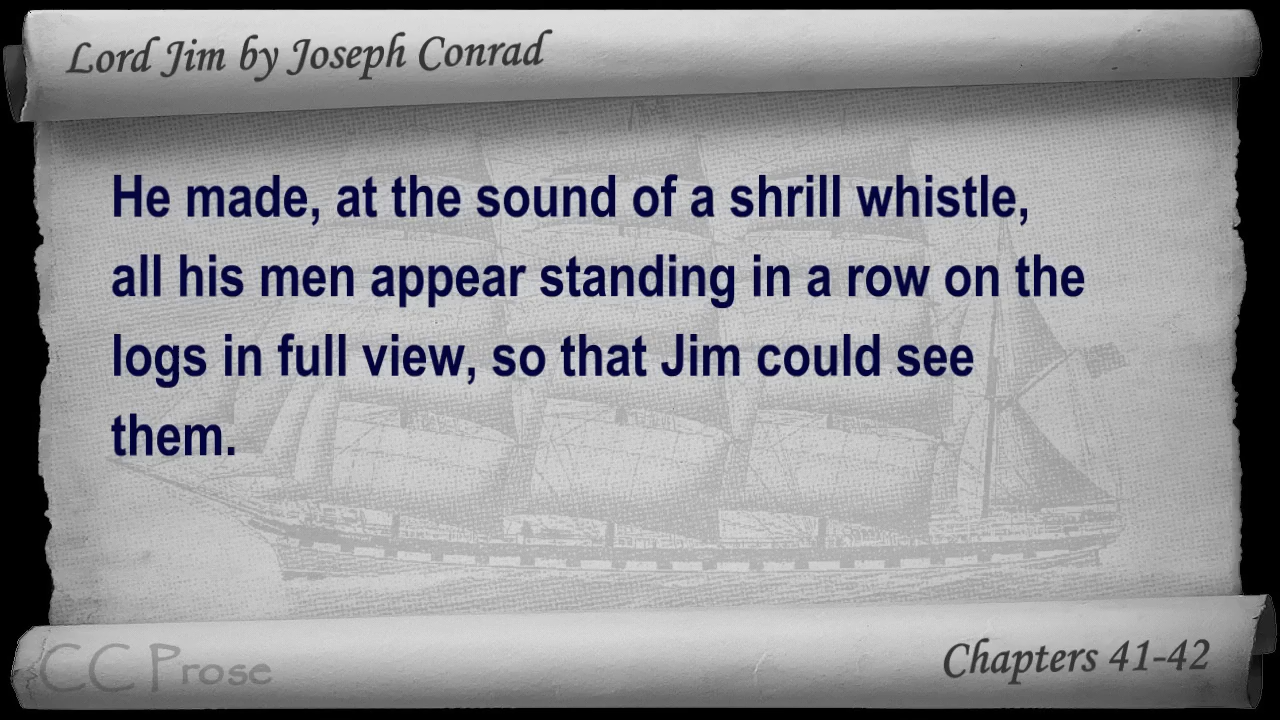 Lord Jim by Joseph Conrad
He made, at the sound of a shrill whistle,
all his men appear standing in a row on the
logs in full view, so that Jim could see
them.
CC Prose
Chapters 41-42